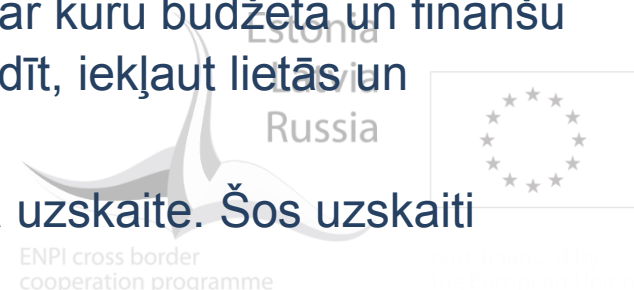 ar kuru budžeta un finanšu
Estonia
dīt, iekļaut lietās un
Latvia
Russia
uzskaite. Šos uzskaiti
ENPI cross border
cooperation programme